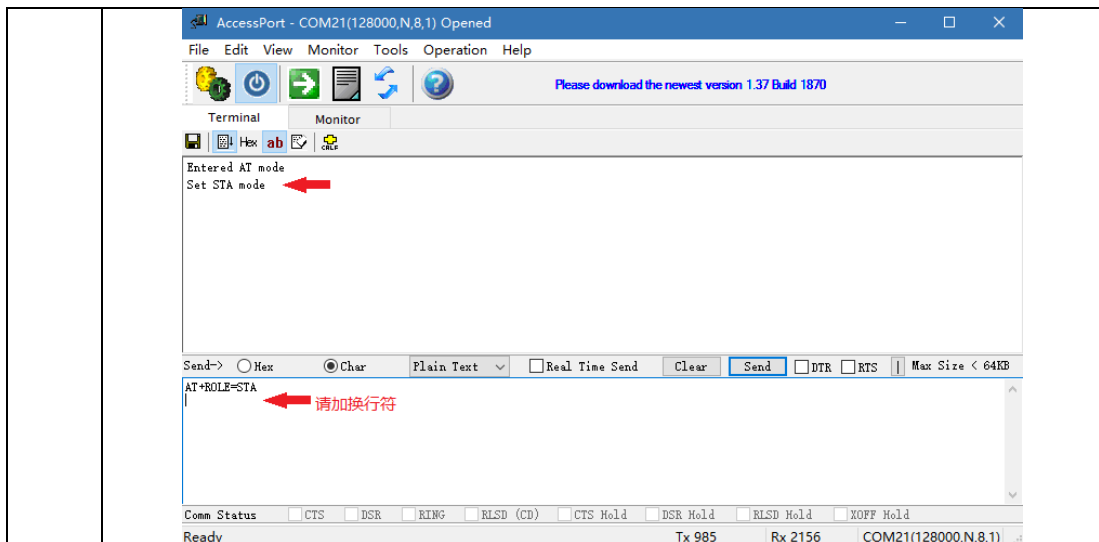 AccessPort - COM21(128000,N,8,1) Opened
File Edit View Monitor Tools Operation Help
Please download the newest version 1.37 Build 1870
Terminal Monitor
Hex ab CRLF
Entered AT mode
Set STA mode
Send-> Hex Char Plain Text Real Time Send Clear Send DTR RTS | Max Size < 64KB
AT+ROLE=STA
请加换行符
Comm Status CTS DSR RING RLSD (CD) CTS Hold DSR Hold RLSD Hold XOFF Hold
Ready Tx 985 Rx 2156 COM21(128000,N,8,1)